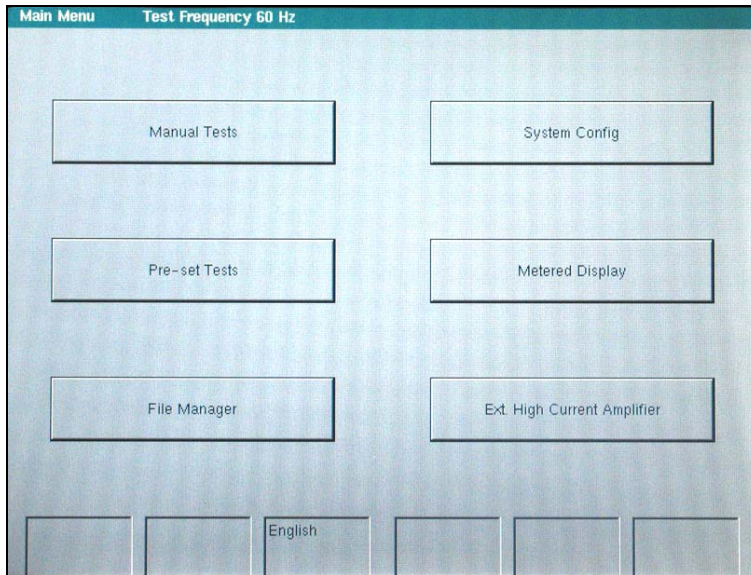 Main Menu Test Frequency 60 Hz
Manual Tests
System Config
Pre-set Tests
Metered Display
File Manager
Ext. High Current Amplifier
English